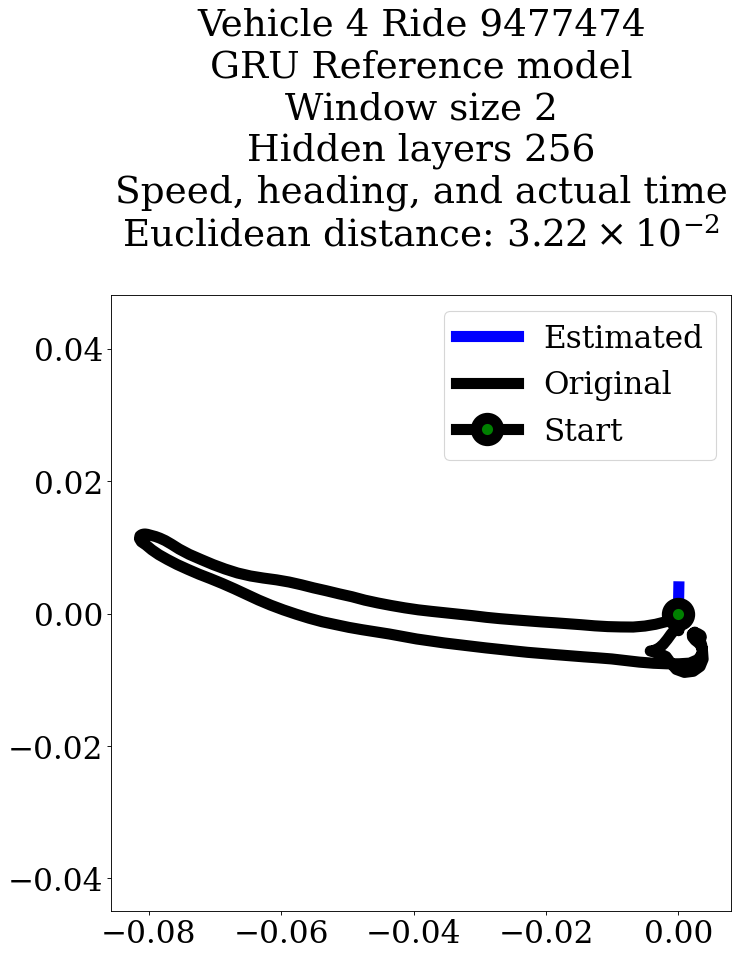 Vehicle 4 Ride 9477474
GRU Reference model
Window size 2
Hidden layers 256
Speed, heading, and actual time
Euclidean distance: 3.22 × 10⁻²
Estimated
Original
Start
0.04
0.02
0.00
−0.02
−0.04
−0.08 −0.06 −0.04 −0.02 0.00